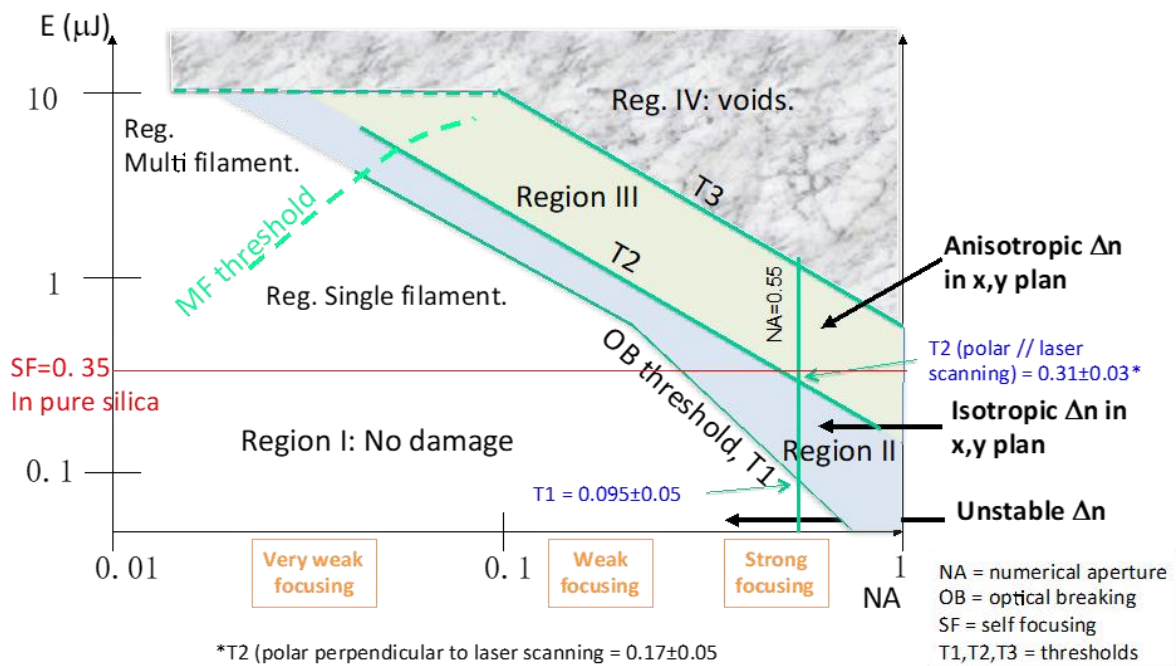 E (μJ)
10
Reg. IV: voids.
Reg.
Multi filament.
T3
Region III
MF threshold
T2
1
Reg. Single filament.
NA=0.55
Anisotropic Δn
in x,y plan
T2 (polar // laser
scanning) = 0.31±0.03*
SF=0. 35
In pure silica
OB threshold, T1
Isotropic Δn in
x,y plan
Region I: No damage
Region II
0.1
T1 = 0.095±0.05
Unstable Δn
0.01
Very weak
focusing
0.1
Weak
focusing
Strong
focusing
1
NA
NA = numerical aperture
OB = optical breaking
SF = self focusing
T1,T2,T3 = thresholds
*T2 (polar perpendicular to laser scanning = 0.17±0.05